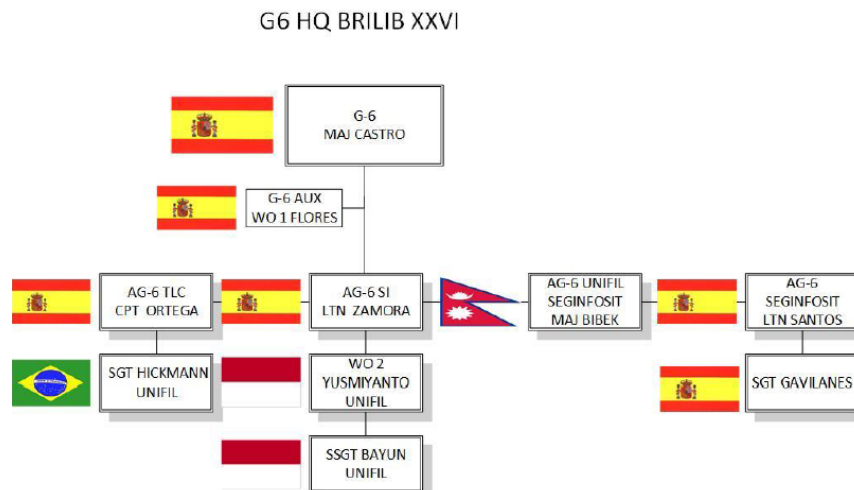 G6 HQ BRILIB XXVI
G-6
MAJ CASTRO
G-6 AUX
WO 1 FLORES
AG-6 TLC
CPT ORTEGA
AG-6 SI
LTN ZAMORA
AG-6 UNIFIL
SEGINFOSIT
MAJ BIBEK
AG-6
SEGINFOSIT
LTN SANTOS
SGT HICKMANN
UNIFIL
WO 2
YUSMIYANTO
UNIFIL
SGT GAVILANES
SSGT BAYUN
UNIFIL